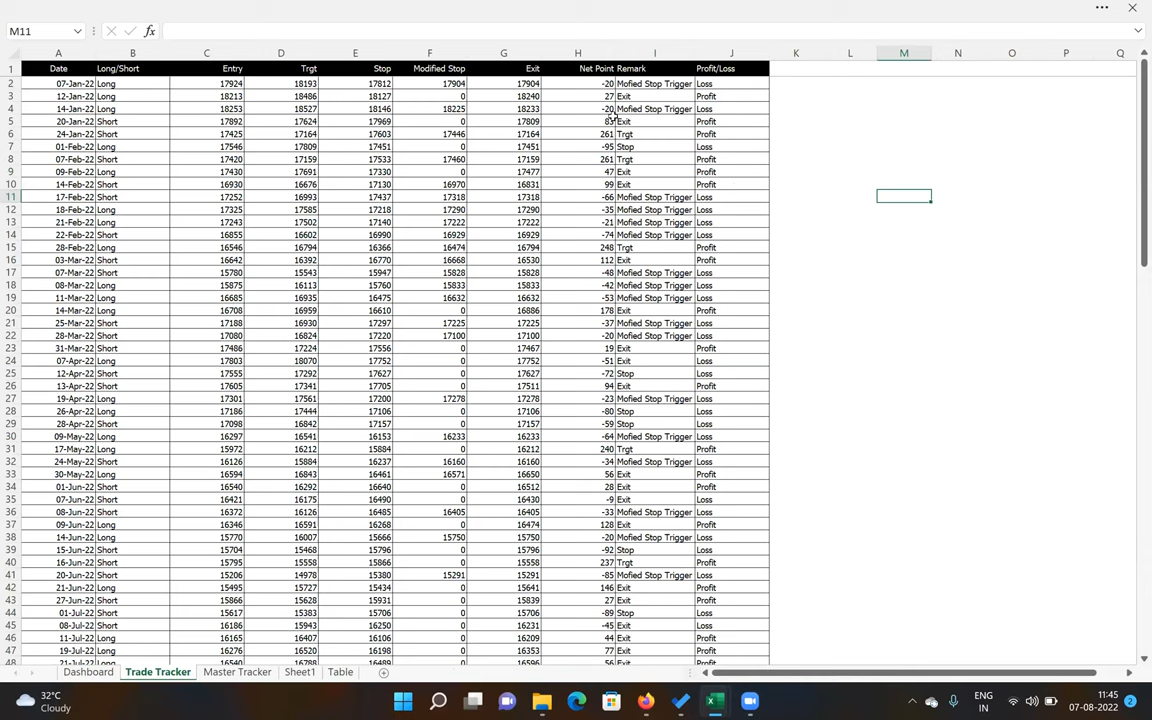 M11
fx
A B C D E F G H I J K L M N O P Q
1 Date Long/Short Entry Trgt Stop Modified Stop Exit Net Point Remark Profit/Loss
2 07-Jan-22 Long 17924 18193 17812 17904 17904 -20 Mofied Stop Trigger Loss
3 12-Jan-22 Long 18213 18486 18127 0 18240 27 Exit Profit
4 14-Jan-22 Long 18253 18527 18146 18225 18233 -20 Mofied Stop Trigger Loss
5 20-Jan-22 Short 17892 17624 17969 0 17809 83 Exit Profit
6 24-Jan-22 Short 17425 17164 17603 17446 17164 261 Trgt Profit
7 01-Feb-22 Long 17546 17809 17451 0 17451 -95 Stop Loss
8 07-Feb-22 Short 17420 17159 17533 17460 17159 261 Trgt Profit
9 09-Feb-22 Long 17430 17691 17330 0 17477 47 Exit Profit
10 14-Feb-22 Short 16930 16676 17130 16970 16831 99 Exit Profit
11 17-Feb-22 Short 17252 16993 17437 17318 17318 -66 Mofied Stop Trigger Loss
12 18-Feb-22 Long 17325 17585 17218 17290 17290 -35 Mofied Stop Trigger Loss
13 21-Feb-22 Long 17243 17502 17140 17222 17222 -21 Mofied Stop Trigger Loss
14 22-Feb-22 Short 16855 16602 16990 16929 16929 -74 Mofied Stop Trigger Loss
15 28-Feb-22 Long 16546 16794 16366 16474 16794 248 Trgt Profit
16 03-Mar-22 Short 16642 16392 16770 16668 16530 112 Exit Profit
17 07-Mar-22 Short 15780 15543 15947 15828 15828 -48 Mofied Stop Trigger Loss
18 08-Mar-22 Long 15875 16113 15760 15833 15833 -42 Mofied Stop Trigger Loss
19 11-Mar-22 Long 16685 16935 16475 16632 16632 -53 Mofied Stop Trigger Loss
20 14-Mar-22 Long 16708 16959 16610 0 16886 178 Exit Profit
21 25-Mar-22 Short 17188 16930 17297 17225 17225 -37 Mofied Stop Trigger Loss
22 28-Mar-22 Short 17080 16824 17220 17100 17100 -20 Mofied Stop Trigger Loss
23 31-Mar-22 Short 17486 17224 17556 0 17467 19 Exit Profit
24 07-Apr-22 Long 17803 18070 17752 0 17752 -51 Exit Loss
25 12-Apr-22 Short 17555 17292 17627 0 17627 -72 Stop Loss
26 13-Apr-22 Short 17605 17341 17705 0 17511 94 Exit Profit
27 19-Apr-22 Long 17301 17561 17200 17278 17278 -23 Mofied Stop Trigger Loss
28 26-Apr-22 Long 17186 17444 17106 0 17106 -80 Stop Loss
29 28-Apr-22 Short 17098 16842 17157 0 17157 -59 Stop Loss
30 09-May-22 Long 16297 16541 16153 16233 16233 -64 Mofied Stop Trigger Loss
31 17-May-22 Long 15972 16212 15884 0 16212 240 Trgt Profit
32 24-May-22 Short 16126 15884 16237 16160 16160 -34 Mofied Stop Trigger Loss
33 30-May-22 Long 16594 16843 16461 16571 16650 56 Exit Profit
34 01-Jun-22 Short 16540 16292 16640 0 16512 28 Exit Profit
35 07-Jun-22 Short 16421 16175 16490 0 16430 -9 Exit Loss
36 08-Jun-22 Short 16372 16126 16485 16405 16405 -33 Mofied Stop Trigger Loss
37 09-Jun-22 Long 16346 16591 16268 0 16474 128 Exit Profit
38 14-Jun-22 Long 15770 16007 15666 15750 15750 -20 Mofied Stop Trigger Loss
39 15-Jun-22 Short 15704 15468 15796 0 15796 -92 Stop Loss
40 16-Jun-22 Short 15795 15558 15866 0 15558 237 Trgt Profit
41 20-Jun-22 Short 15206 14978 15380 15291 15291 -85 Mofied Stop Trigger Loss
42 21-Jun-22 Long 15495 15727 15434 0 15641 146 Exit Profit
43 27-Jun-22 Short 15866 15628 15931 0 15839 27 Exit Profit
44 01-Jul-22 Short 15617 15383 15706 0 15706 -89 Stop Loss
45 08-Jul-22 Short 16186 15943 16250 0 16231 -45 Exit Loss
46 11-Jul-22 Long 16165 16407 16106 0 16209 44 Exit Profit
47 19-Jul-22 Long 16276 16520 16198 0 16353 77 Exit Profit
48 21-Jul-22 Long 16540 16788 16489 0 16596 56 Exit Profit
Dashboard Trade Tracker Master Tracker Sheet1 Table
32°C
Cloudy
ENG
IN
11:45
07-08-2022
2